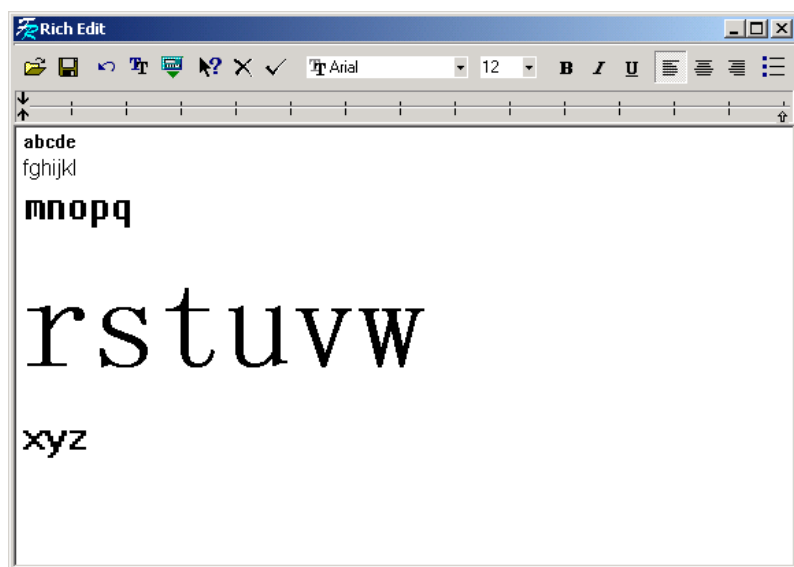 Rich Edit
Arial 12 B I U
abcde
fghijkl
mnopq
rstuvw
xyz